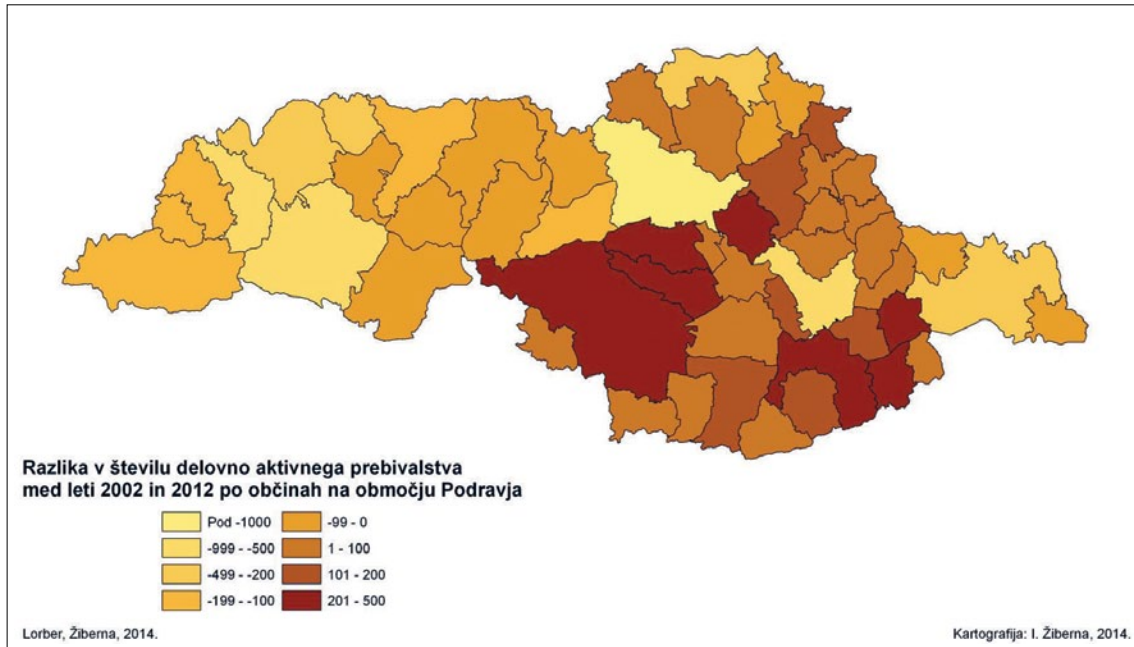 Razlika v številu delovno aktivnega prebivalstva
med leti 2002 in 2012 po občinah na območju Podravja
Pod -1000
-999 - -500
-499 - -200
-199 - -100
-99 - 0
1 - 100
101 - 200
201 - 500
Lorber, Žiberna, 2014.
Kartografija: I. Žiberna, 2014.